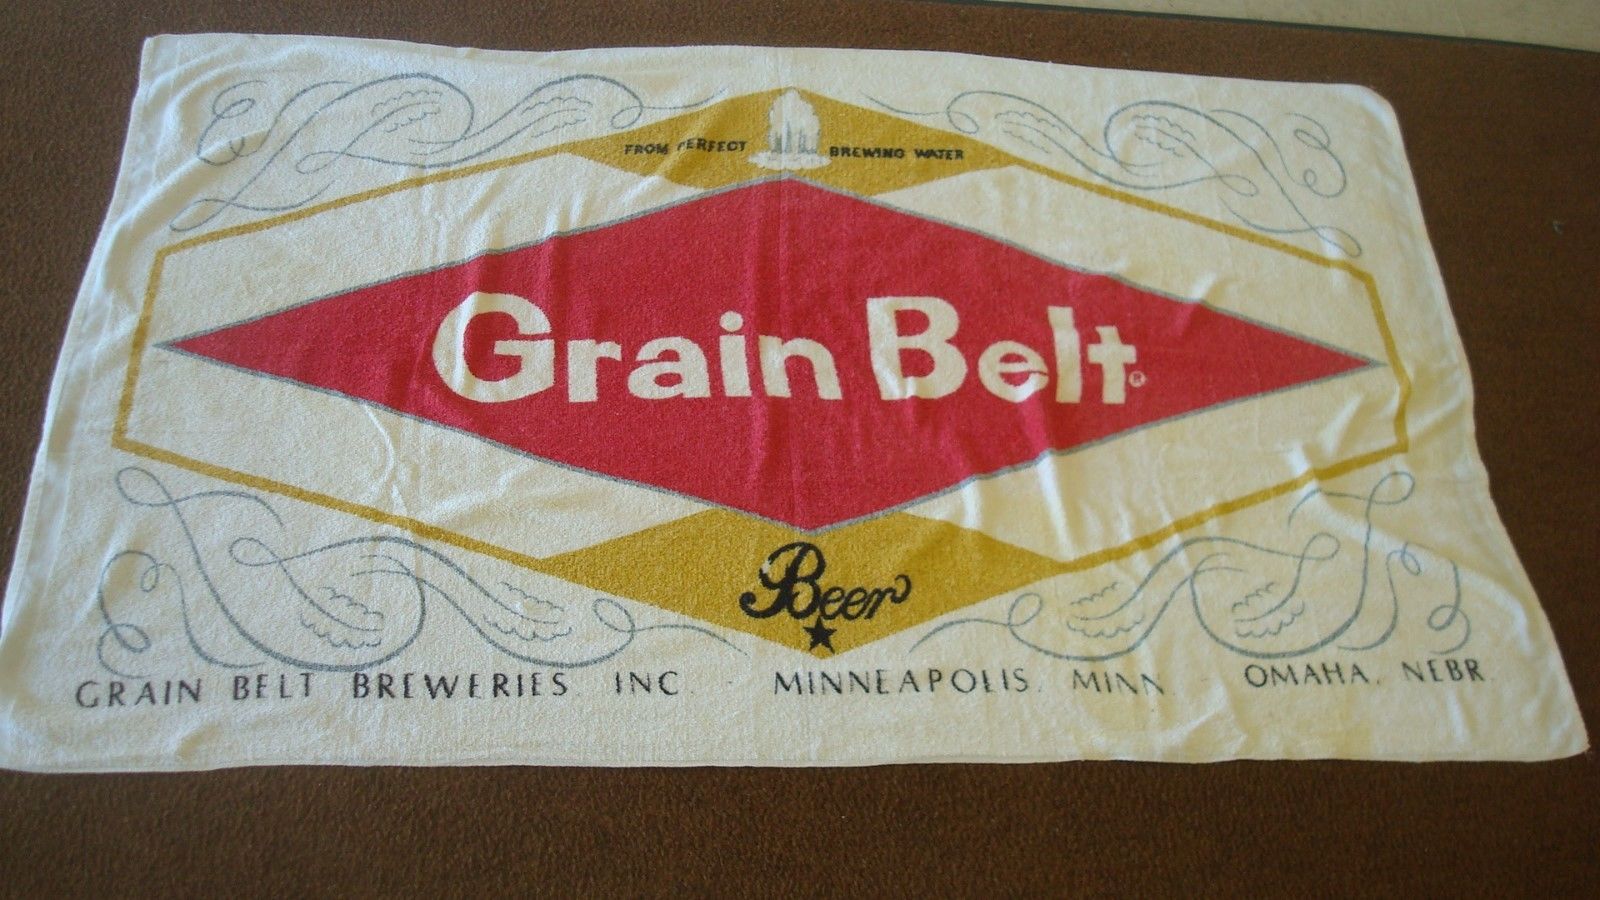 FROM PERFECT BREWING WATER
Grain Belt®
Beer
GRAIN BELT BREWERIES, INC. - MINNEAPOLIS, MINN. - OMAHA, NEBR.